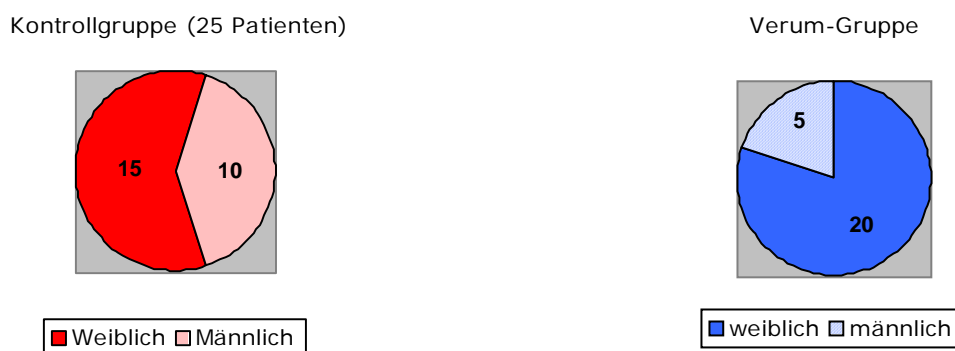 Kontrollgruppe (25 Patienten)
15
10
Weiblich Männlich
Verum-Gruppe
5
20
weiblich männlich